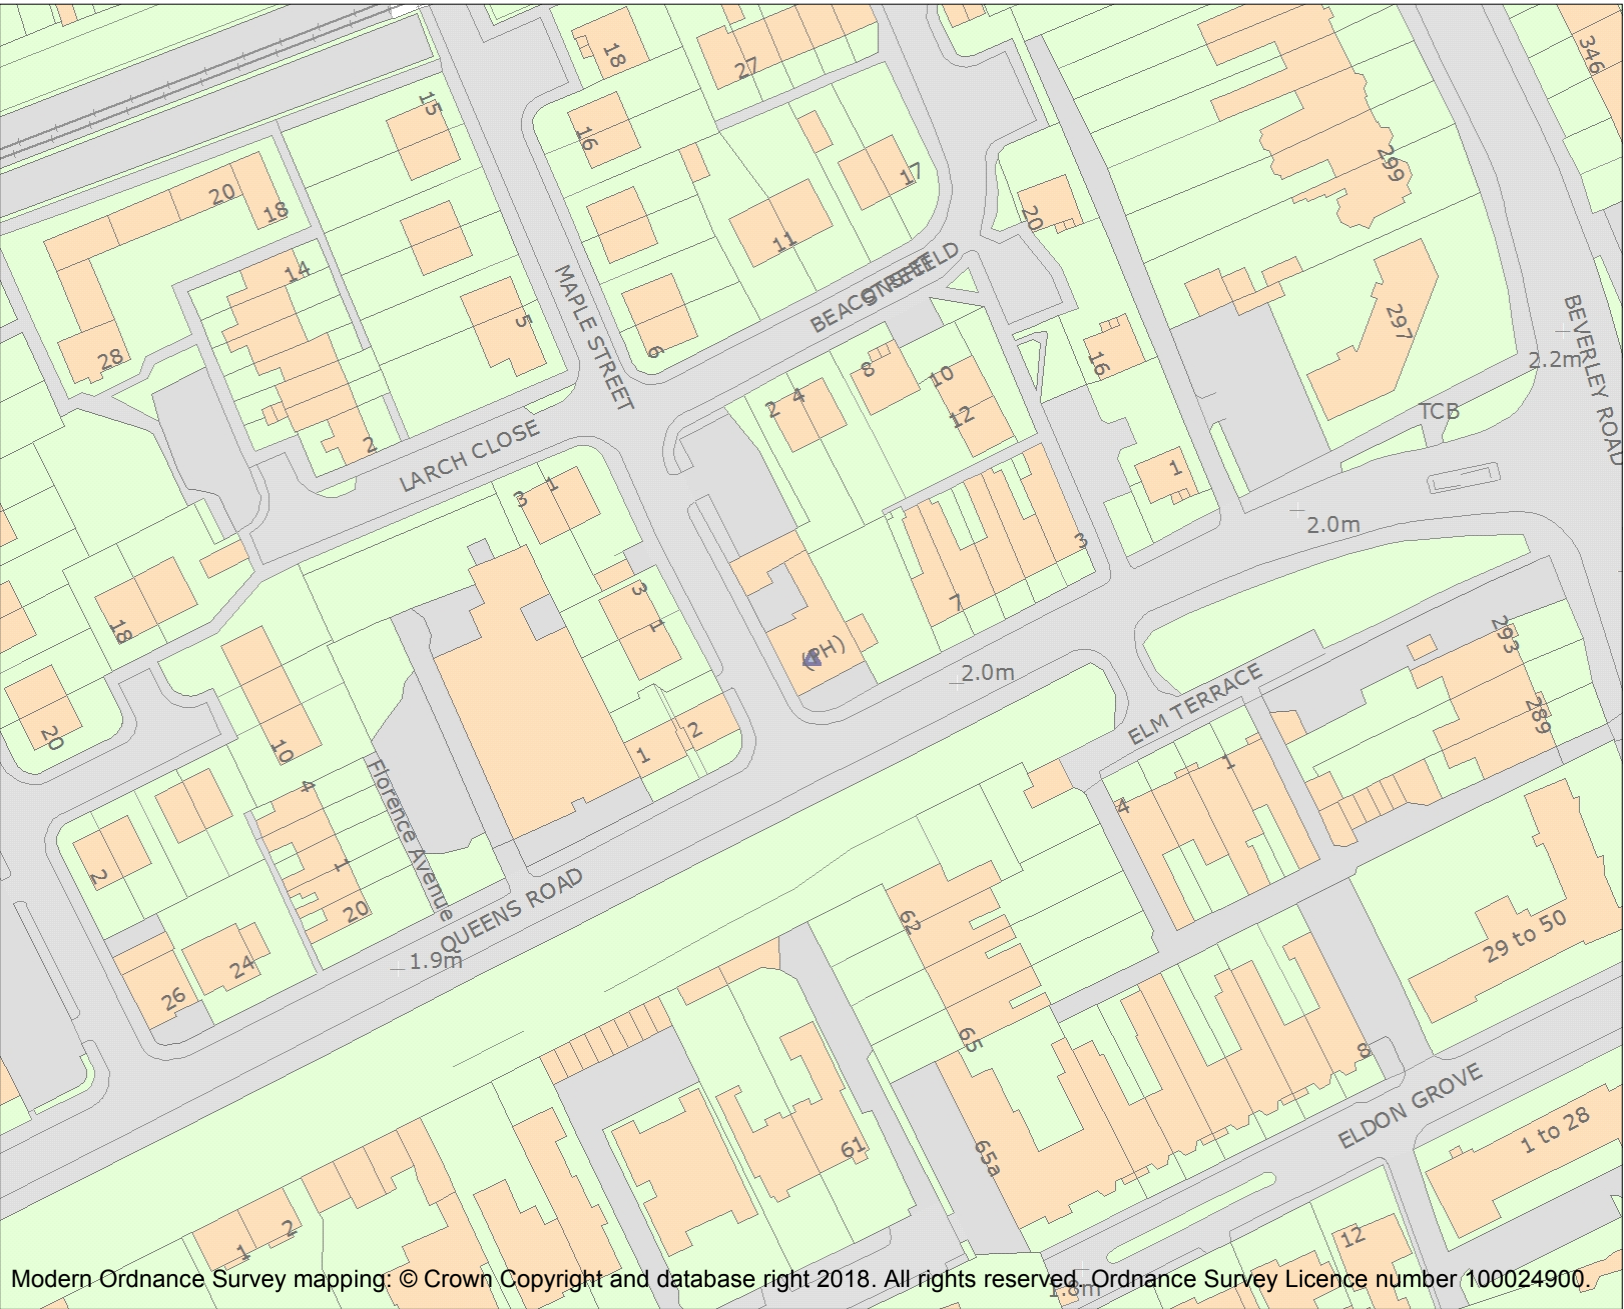 18
27
346
15
16
299
17
20
18
20
11
14
MAPLE STREET
BEACONSFIELD
STREET
5
6
297
BEVERLEY ROAD
2.2m
28
16
8
10
2
4
12
TCB
2
LARCH CLOSE
3
1
1
2.0m
3
7
3
1
18
(PH)
2.0m
293
289
ELM TERRACE
20
10
1
2
1
4
4
Florence Avenue
2
1
20
QUEENS ROAD
62
29 to 50
24
1.9m
26
65
8
ELDON GROVE
65a
61
1 to 28
1
2
12
1.8m
Modern Ordnance Survey mapping: © Crown Copyright and database right 2018. All rights reserved. Ordnance Survey Licence number 100024900.